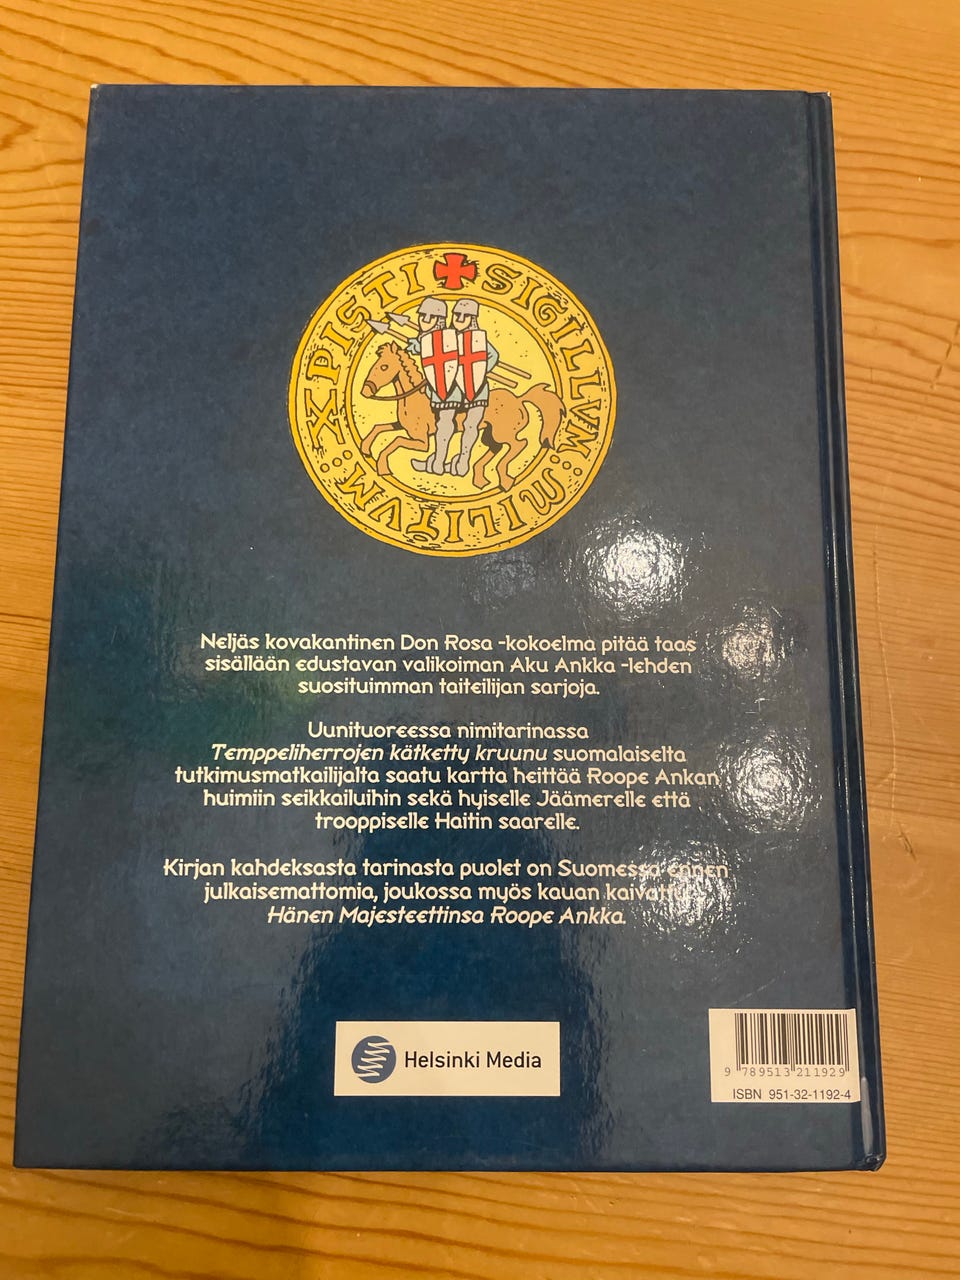 ✠ SIGILLVM : MILITVM : XPISTI
Neljäs kovakantinen Don Rosa -kokoelma pitää taas
sisällään edustavan valikoiman Aku Ankka -lehden
suosituimman taiteilijan sarjoja.
Uunituoreessa nimitarinassa
Temppeliherrojen kätketty kruunu suomalaiselta
tutkimusmatkailijalta saatu kartta heittää Roope Ankan
huimiin seikkailuihin sekä hyiselle Jäämerelle että
trooppiselle Haitin saarelle.
Kirjan kahdeksasta tarinasta puolet on Suomessa ennen
julkaisemattomia, joukossa myös kauan kaivattu
Hänen Majesteettinsa Roope Ankka.
Helsinki Media
9 789513 211929
ISBN 951-32-1192-4